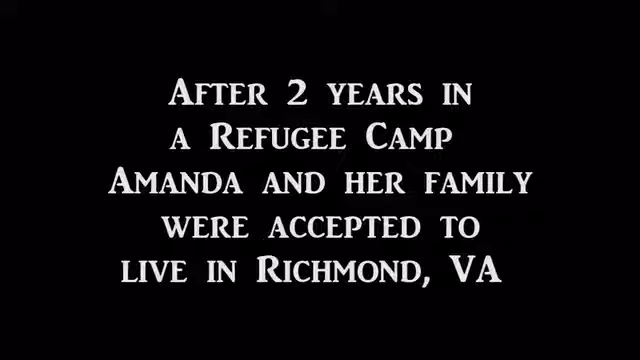 After 2 years in
a Refugee Camp
Amanda and her family
were accepted to
live in Richmond, VA